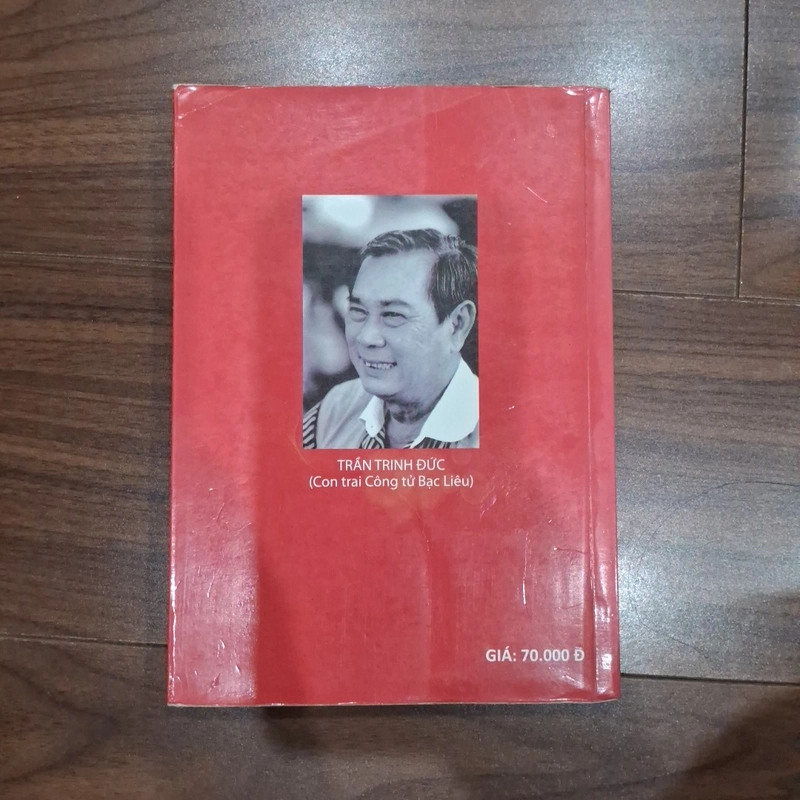 TRẦN TRINH ĐỨC
(Con trai Công tử Bạc Liêu)
GIÁ: 70.000 Đ